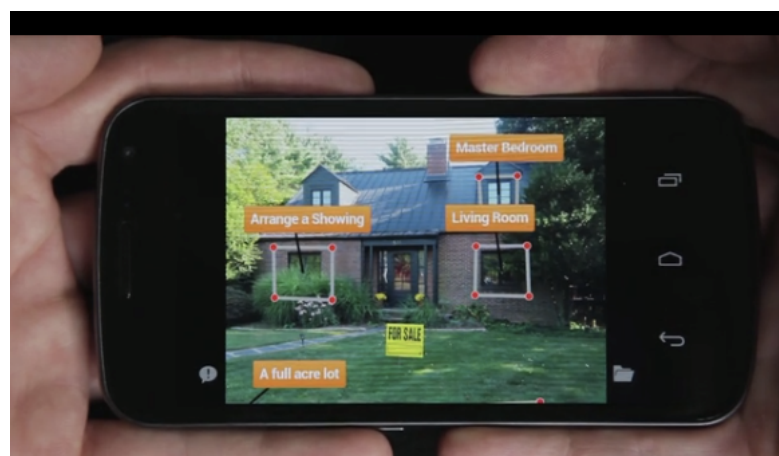 Master Bedroom
Arrange a Showing
Living Room
FOR SALE
A full acre lot